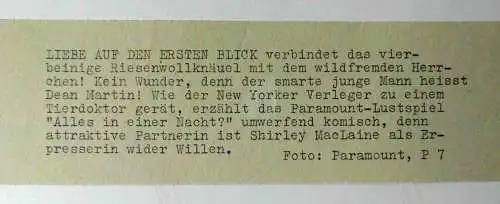 LIEBE AUF DEN ERSTEN BLICK verbindet das vier-
beinige Riesenwollknäuel mit dem wildfremden Herr-
chen! Kein Wunder, denn der smarte junge Mann heisst
Dean Martin! Wie der New Yorker Verleger zu einem
Tierdoktor gerät, erzählt das Paramount-Lustspiel
"Alles in einer Nacht?" umwerfend komisch, denn
attraktive Partnerin ist Shirley MacLaine als Er-
presserin wider Willen.
Foto: Paramount, P 7